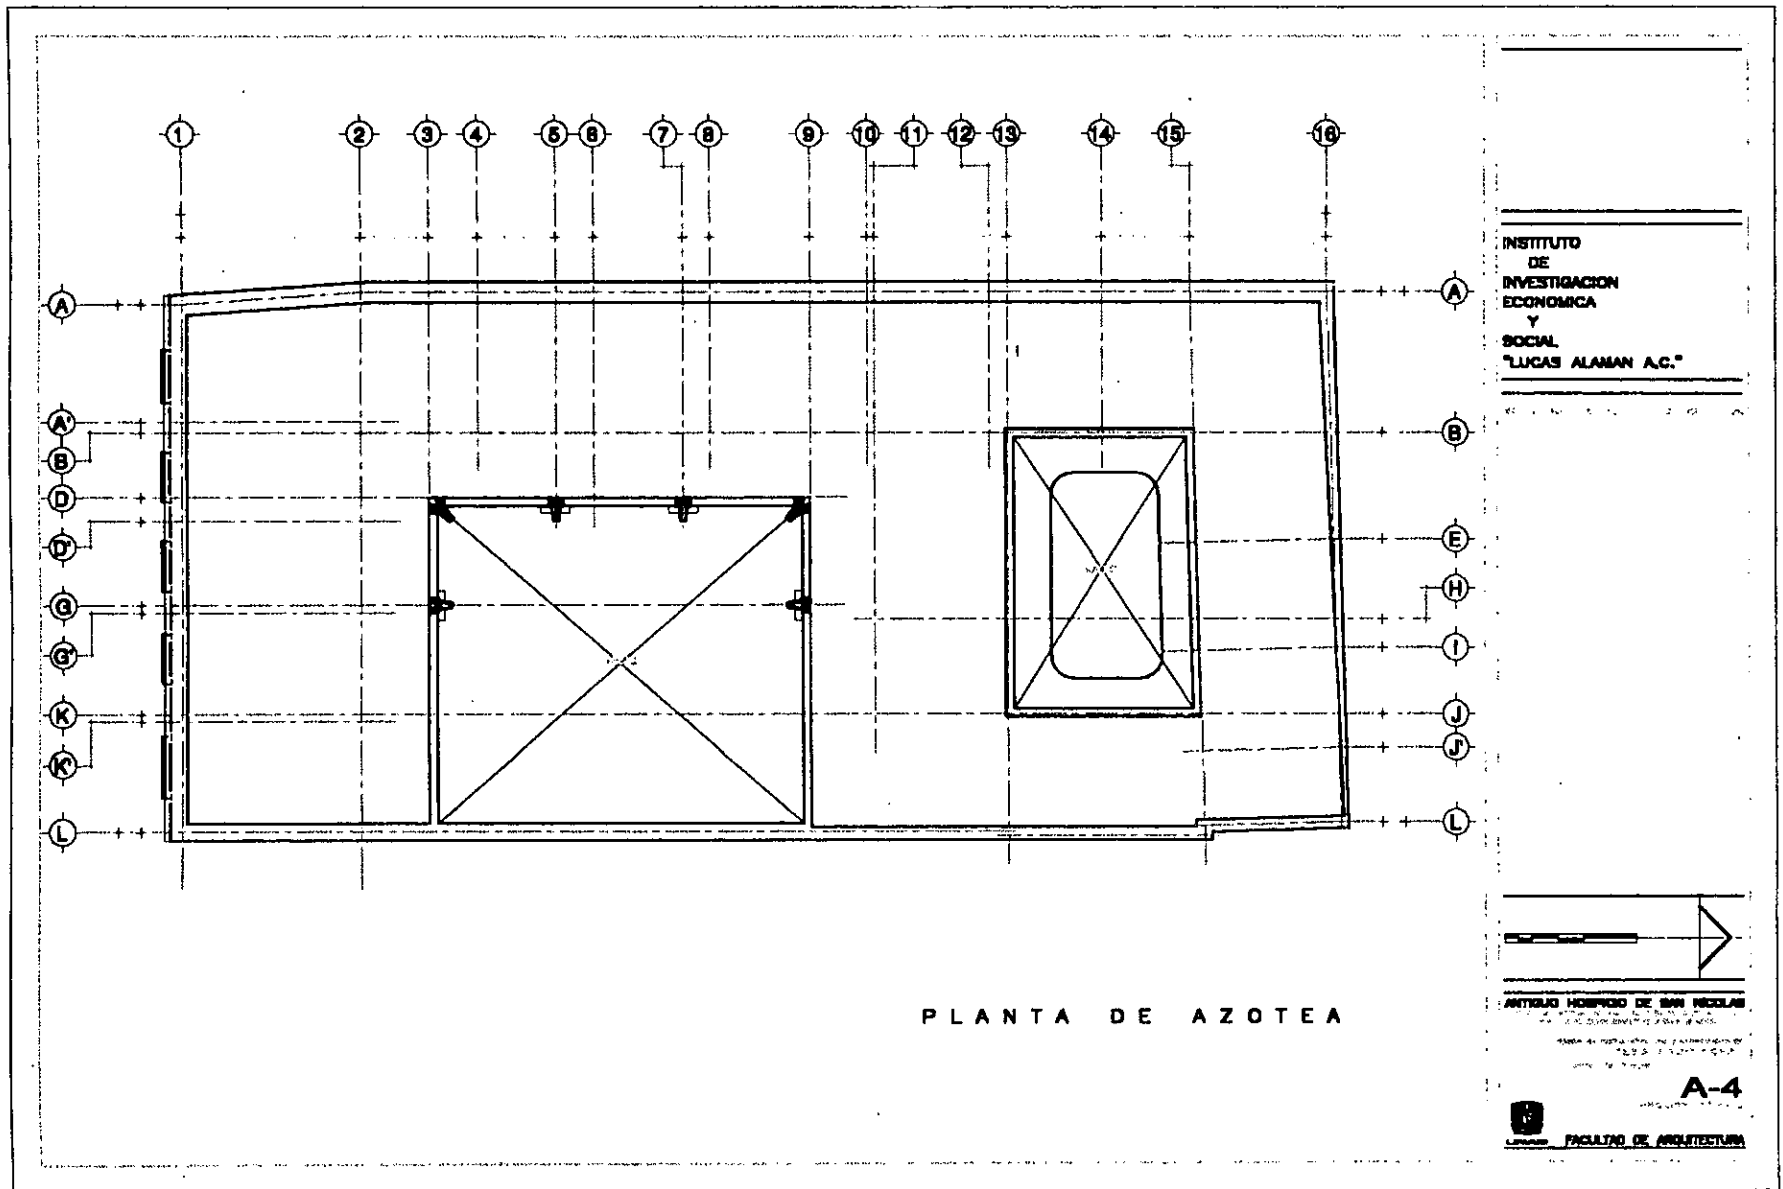 1 2 3 4 5 6 7 8 9 10 11 12 13 14 15 16
A
A'
B
D
D'
G
G'
K
K'
L
A
B
E
H
I
J
J'
L
PLANTA DE AZOTEA
INSTITUTO
DE
INVESTIGACION
ECONOMICA
Y
SOCIAL
"LUCAS ALAMAN A.C."
ANTIGUO HOSPICIO DE SAN NICOLAS
A-4
UNAM FACULTAD DE ARQUITECTURA